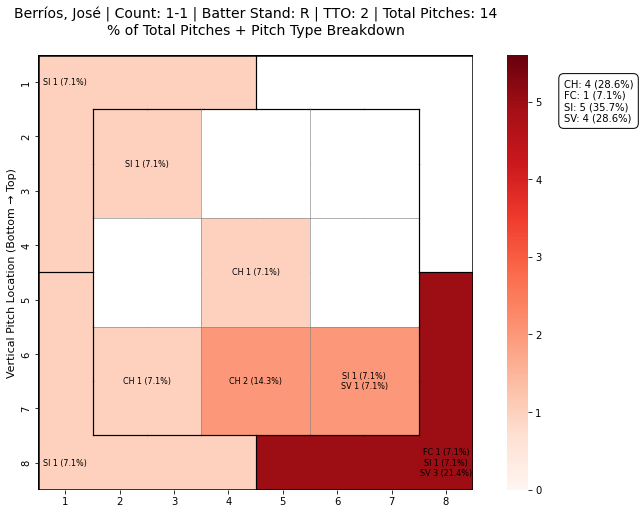 Berríos, José | Count: 1-1 | Batter Stand: R | TTO: 2 | Total Pitches: 14
% of Total Pitches + Pitch Type Breakdown
CH: 4 (28.6%)
FC: 1 (7.1%)
SI: 5 (35.7%)
SV: 4 (28.6%)
Vertical Pitch Location (Bottom → Top)
1
2
3
4
5
6
7
8
SI 1 (7.1%)
SI 1 (7.1%)
CH 1 (7.1%)
CH 1 (7.1%)
CH 2 (14.3%)
SI 1 (7.1%)
SV 1 (7.1%)
SI 1 (7.1%)
FC 1 (7.1%)
SI 1 (7.1%)
SV 3 (21.4%)
1
2
3
4
5
6
7
8
5
4
3
2
1
0